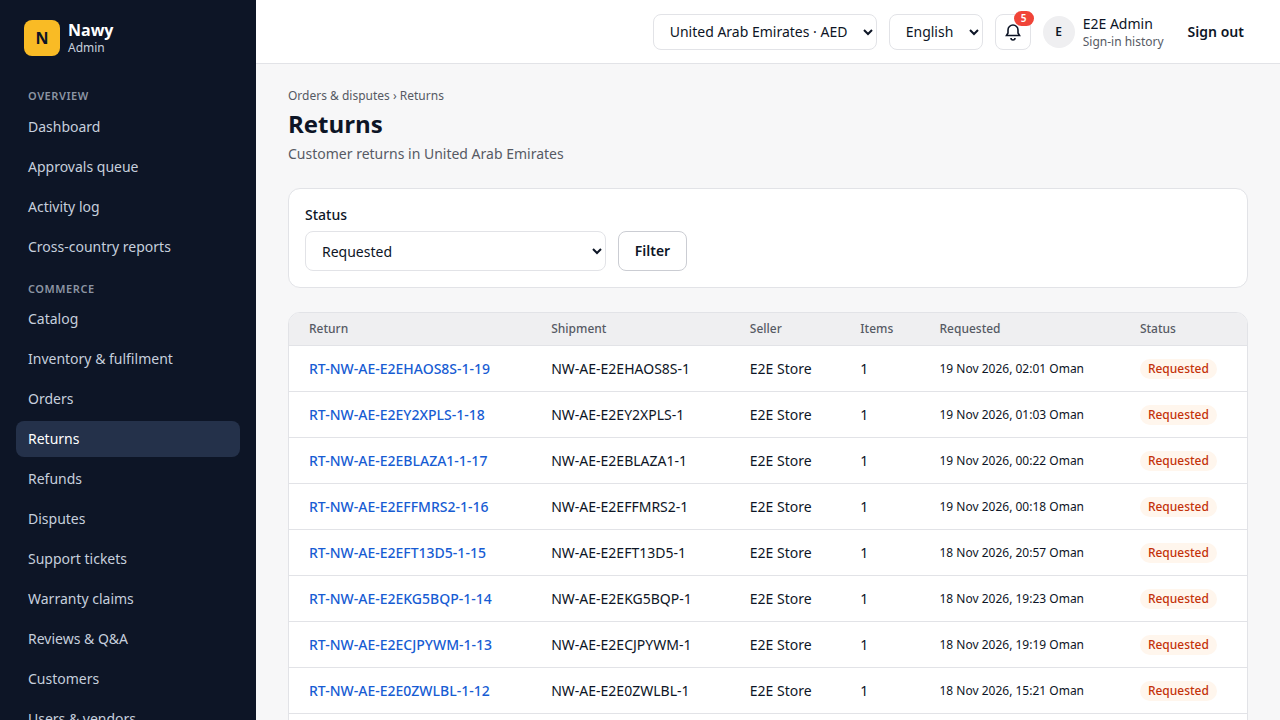 N
Nawy
Admin
OVERVIEW
Dashboard
Approvals queue
Activity log
Cross-country reports
COMMERCE
Catalog
Inventory & fulfilment
Orders
Returns
Refunds
Disputes
Support tickets
Warranty claims
Reviews & Q&A
Customers
Users & vendors
United Arab Emirates · AED
English
5
E
E2E Admin
Sign-in history
Sign out
Orders & disputes › Returns
Returns
Customer returns in United Arab Emirates
Status
Requested
Filter
Return Shipment Seller Items Requested Status
RT-NW-AE-E2EHAOS8S-1-19 NW-AE-E2EHAOS8S-1 E2E Store 1 19 Nov 2026, 02:01 Oman Requested
RT-NW-AE-E2EY2XPLS-1-18 NW-AE-E2EY2XPLS-1 E2E Store 1 19 Nov 2026, 01:03 Oman Requested
RT-NW-AE-E2EBLAZA1-1-17 NW-AE-E2EBLAZA1-1 E2E Store 1 19 Nov 2026, 00:22 Oman Requested
RT-NW-AE-E2EFFMRS2-1-16 NW-AE-E2EFFMRS2-1 E2E Store 1 19 Nov 2026, 00:18 Oman Requested
RT-NW-AE-E2EFT13D5-1-15 NW-AE-E2EFT13D5-1 E2E Store 1 18 Nov 2026, 20:57 Oman Requested
RT-NW-AE-E2EKG5BQP-1-14 NW-AE-E2EKG5BQP-1 E2E Store 1 18 Nov 2026, 19:23 Oman Requested
RT-NW-AE-E2ECJPYWM-1-13 NW-AE-E2ECJPYWM-1 E2E Store 1 18 Nov 2026, 19:19 Oman Requested
RT-NW-AE-E2E0ZWLBL-1-12 NW-AE-E2E0ZWLBL-1 E2E Store 1 18 Nov 2026, 15:21 Oman Requested